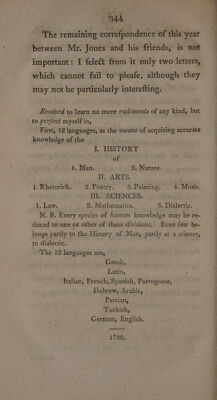 344
The remaining correſpondence of this year
between Mr. Jones and his friends, is not
important: I ſelect from it only two letters,
which cannot fail to pleaſe, although they
may not be particularly intereſting.
Resolved to learn no more rudiments of any kind, but
to perfect myself in,
First, 12 languages, as the means of acquiring accurate
knowledge of the
I. HISTORY
of
1. Man. 2. Nature.
II. ARTS.
1. Rhetorick. 2. Poetry. 3. Painting. 4. Music.
III. SCIENCES.
1. Law. 2. Mathematics. 3. Dialectic.
N. B. Every species of human knowledge may be re-
duced to one or other of these divisions. Even law be-
longs partly to the History of Man, partly as a science,
to dialectic.
The 12 languages are,
Greek,
Latin,
Italian, French, Spanish, Portuguese,
Hebrew, Arabic,
Persian,
Turkish,
German, English.
1780.